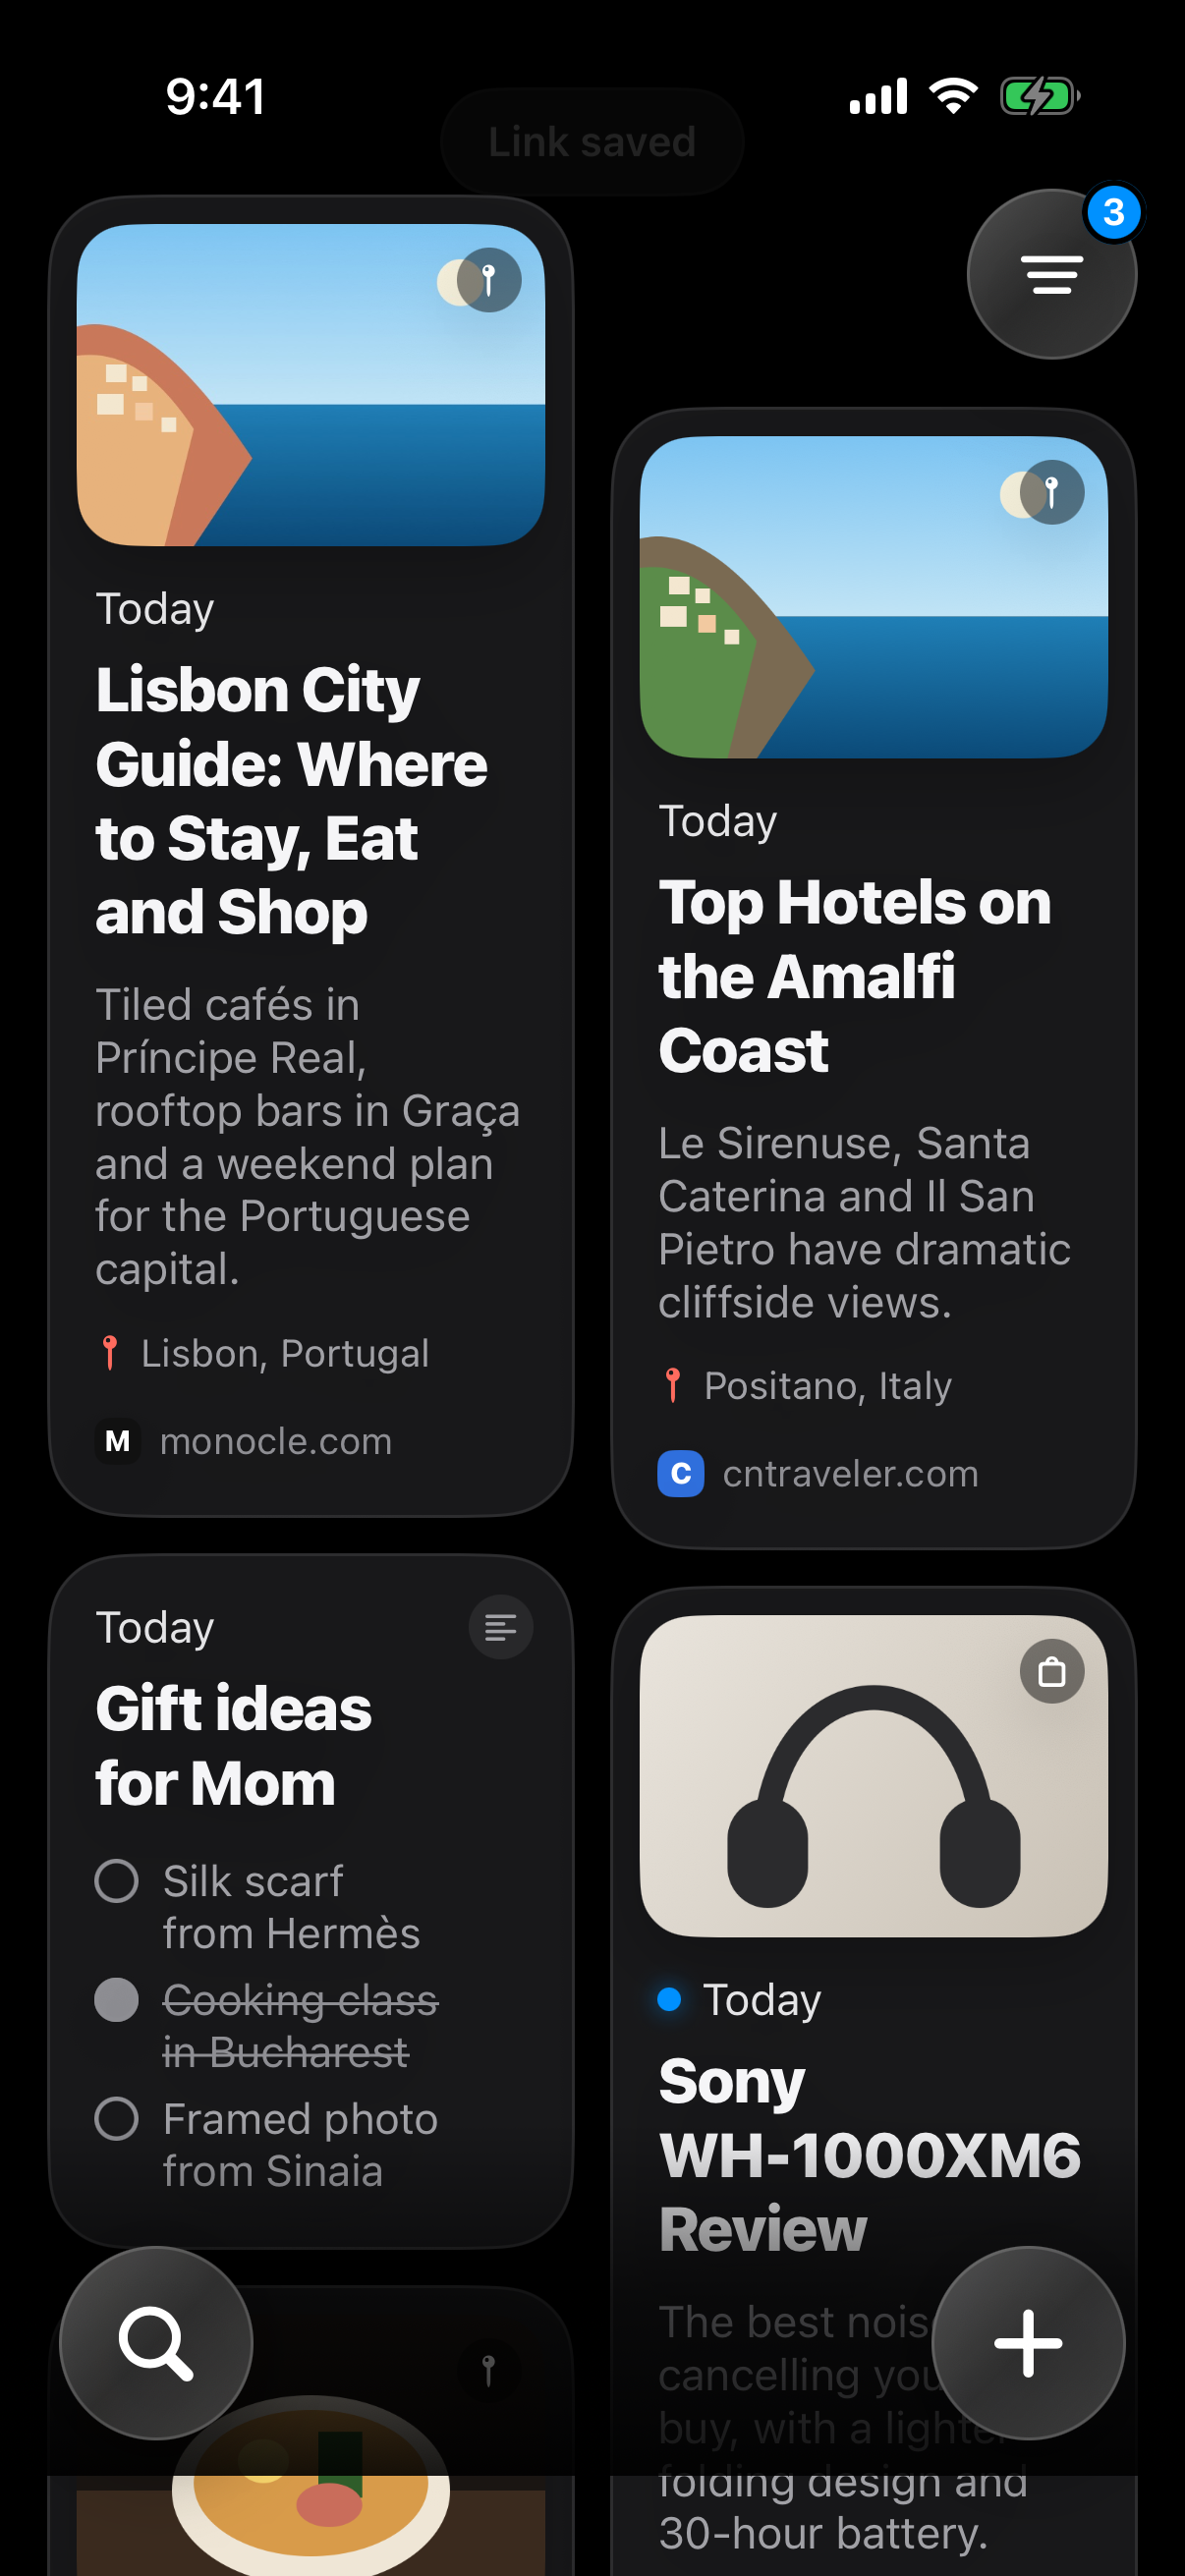 9:41
Link saved
3
Today
Lisbon City
Guide: Where
to Stay, Eat
and Shop
Tiled cafés in
Príncipe Real,
rooftop bars in Graça
and a weekend plan
for the Portuguese
capital.
Lisbon, Portugal
M monocle.com
Today
Top Hotels on
the Amalfi
Coast
Le Sirenuse, Santa
Caterina and Il San
Pietro have dramatic
cliffside views.
Positano, Italy
C cntraveler.com
Today
Gift ideas
for Mom
Silk scarf
from Hermès
Cooking class
in Bucharest
Framed photo
from Sinaia
Today
Sony
WH-1000XM6
Review
The best
cancelling
buy, with a
folding design and
30-hour battery.